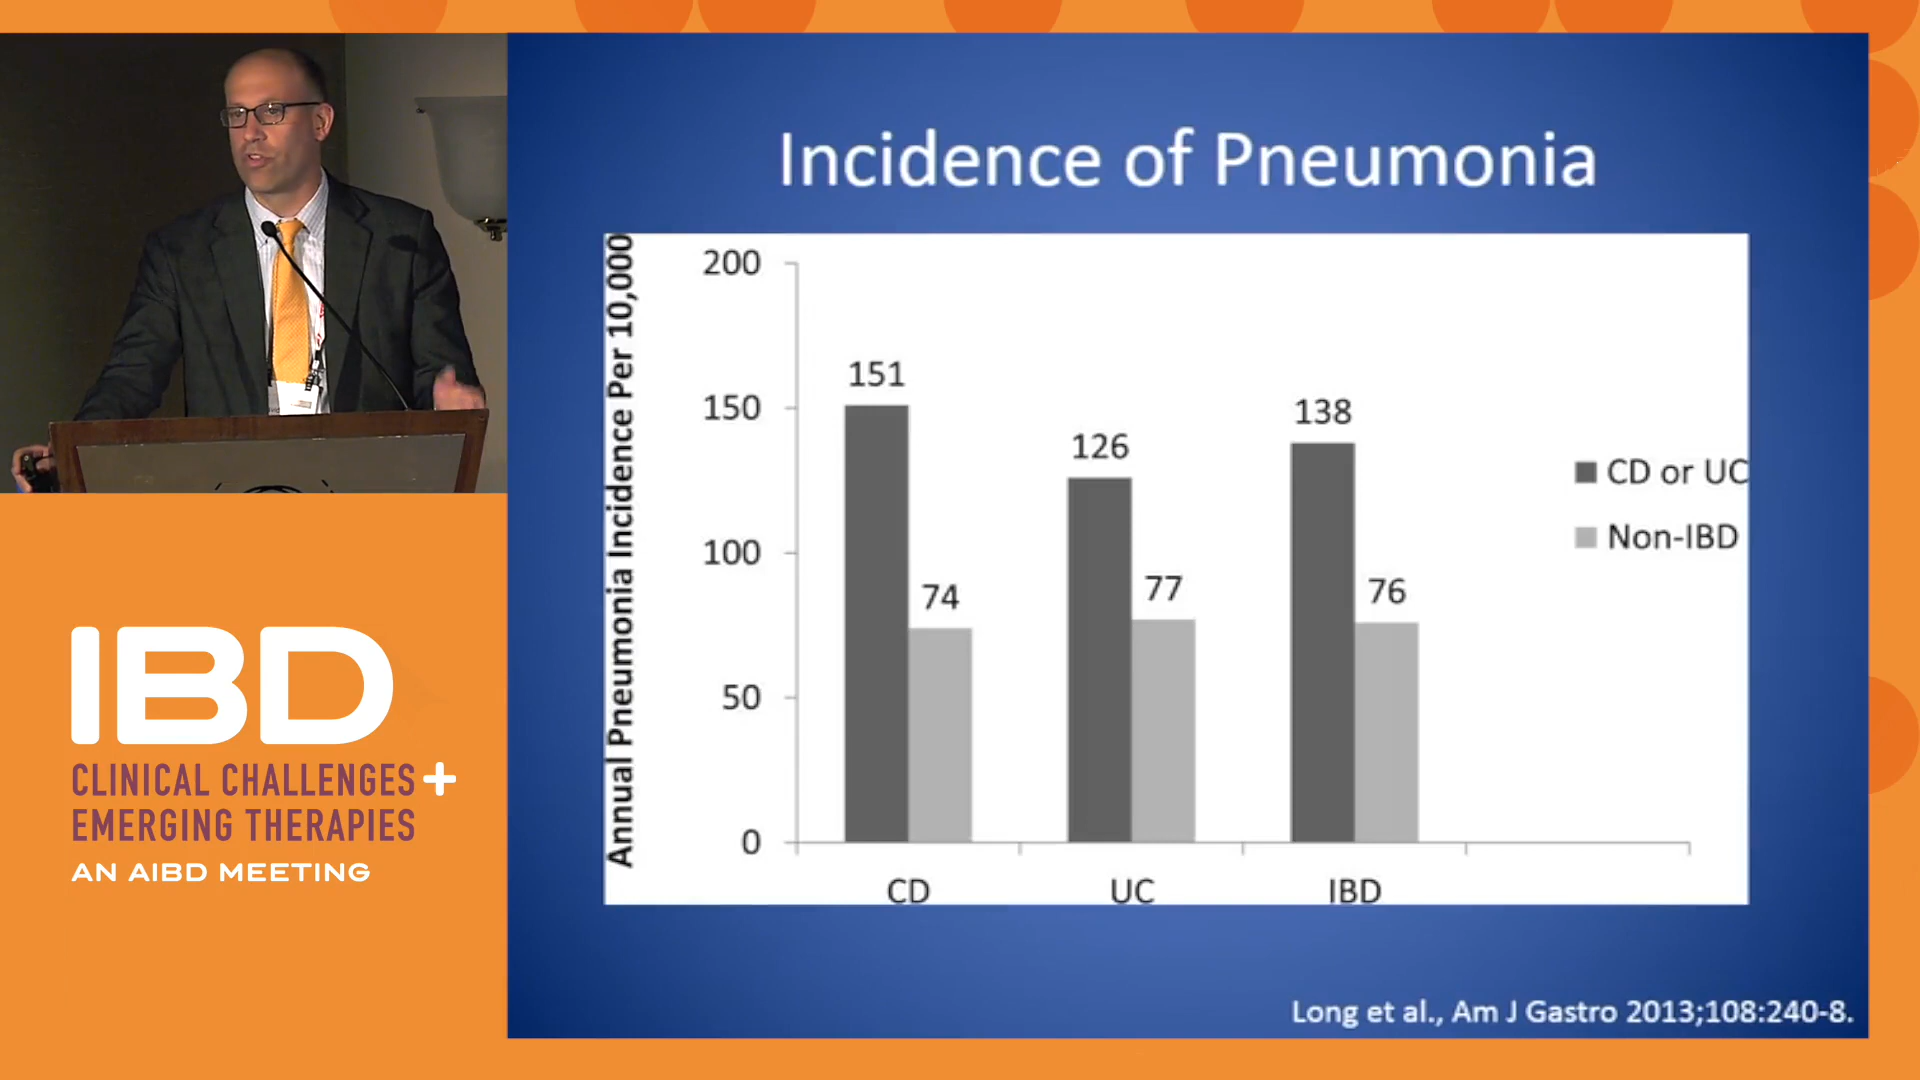 Incidence of Pneumonia
Annual Pneumonia Incidence Per 10,000
200
150
100
50
0
151
74
126
77
138
76
CD
UC
IBD
CD or UC
Non-IBD
Long et al., Am J Gastro 2013;108:240-8.
IBD
CLINICAL CHALLENGES +
EMERGING THERAPIES
AN AIBD MEETING